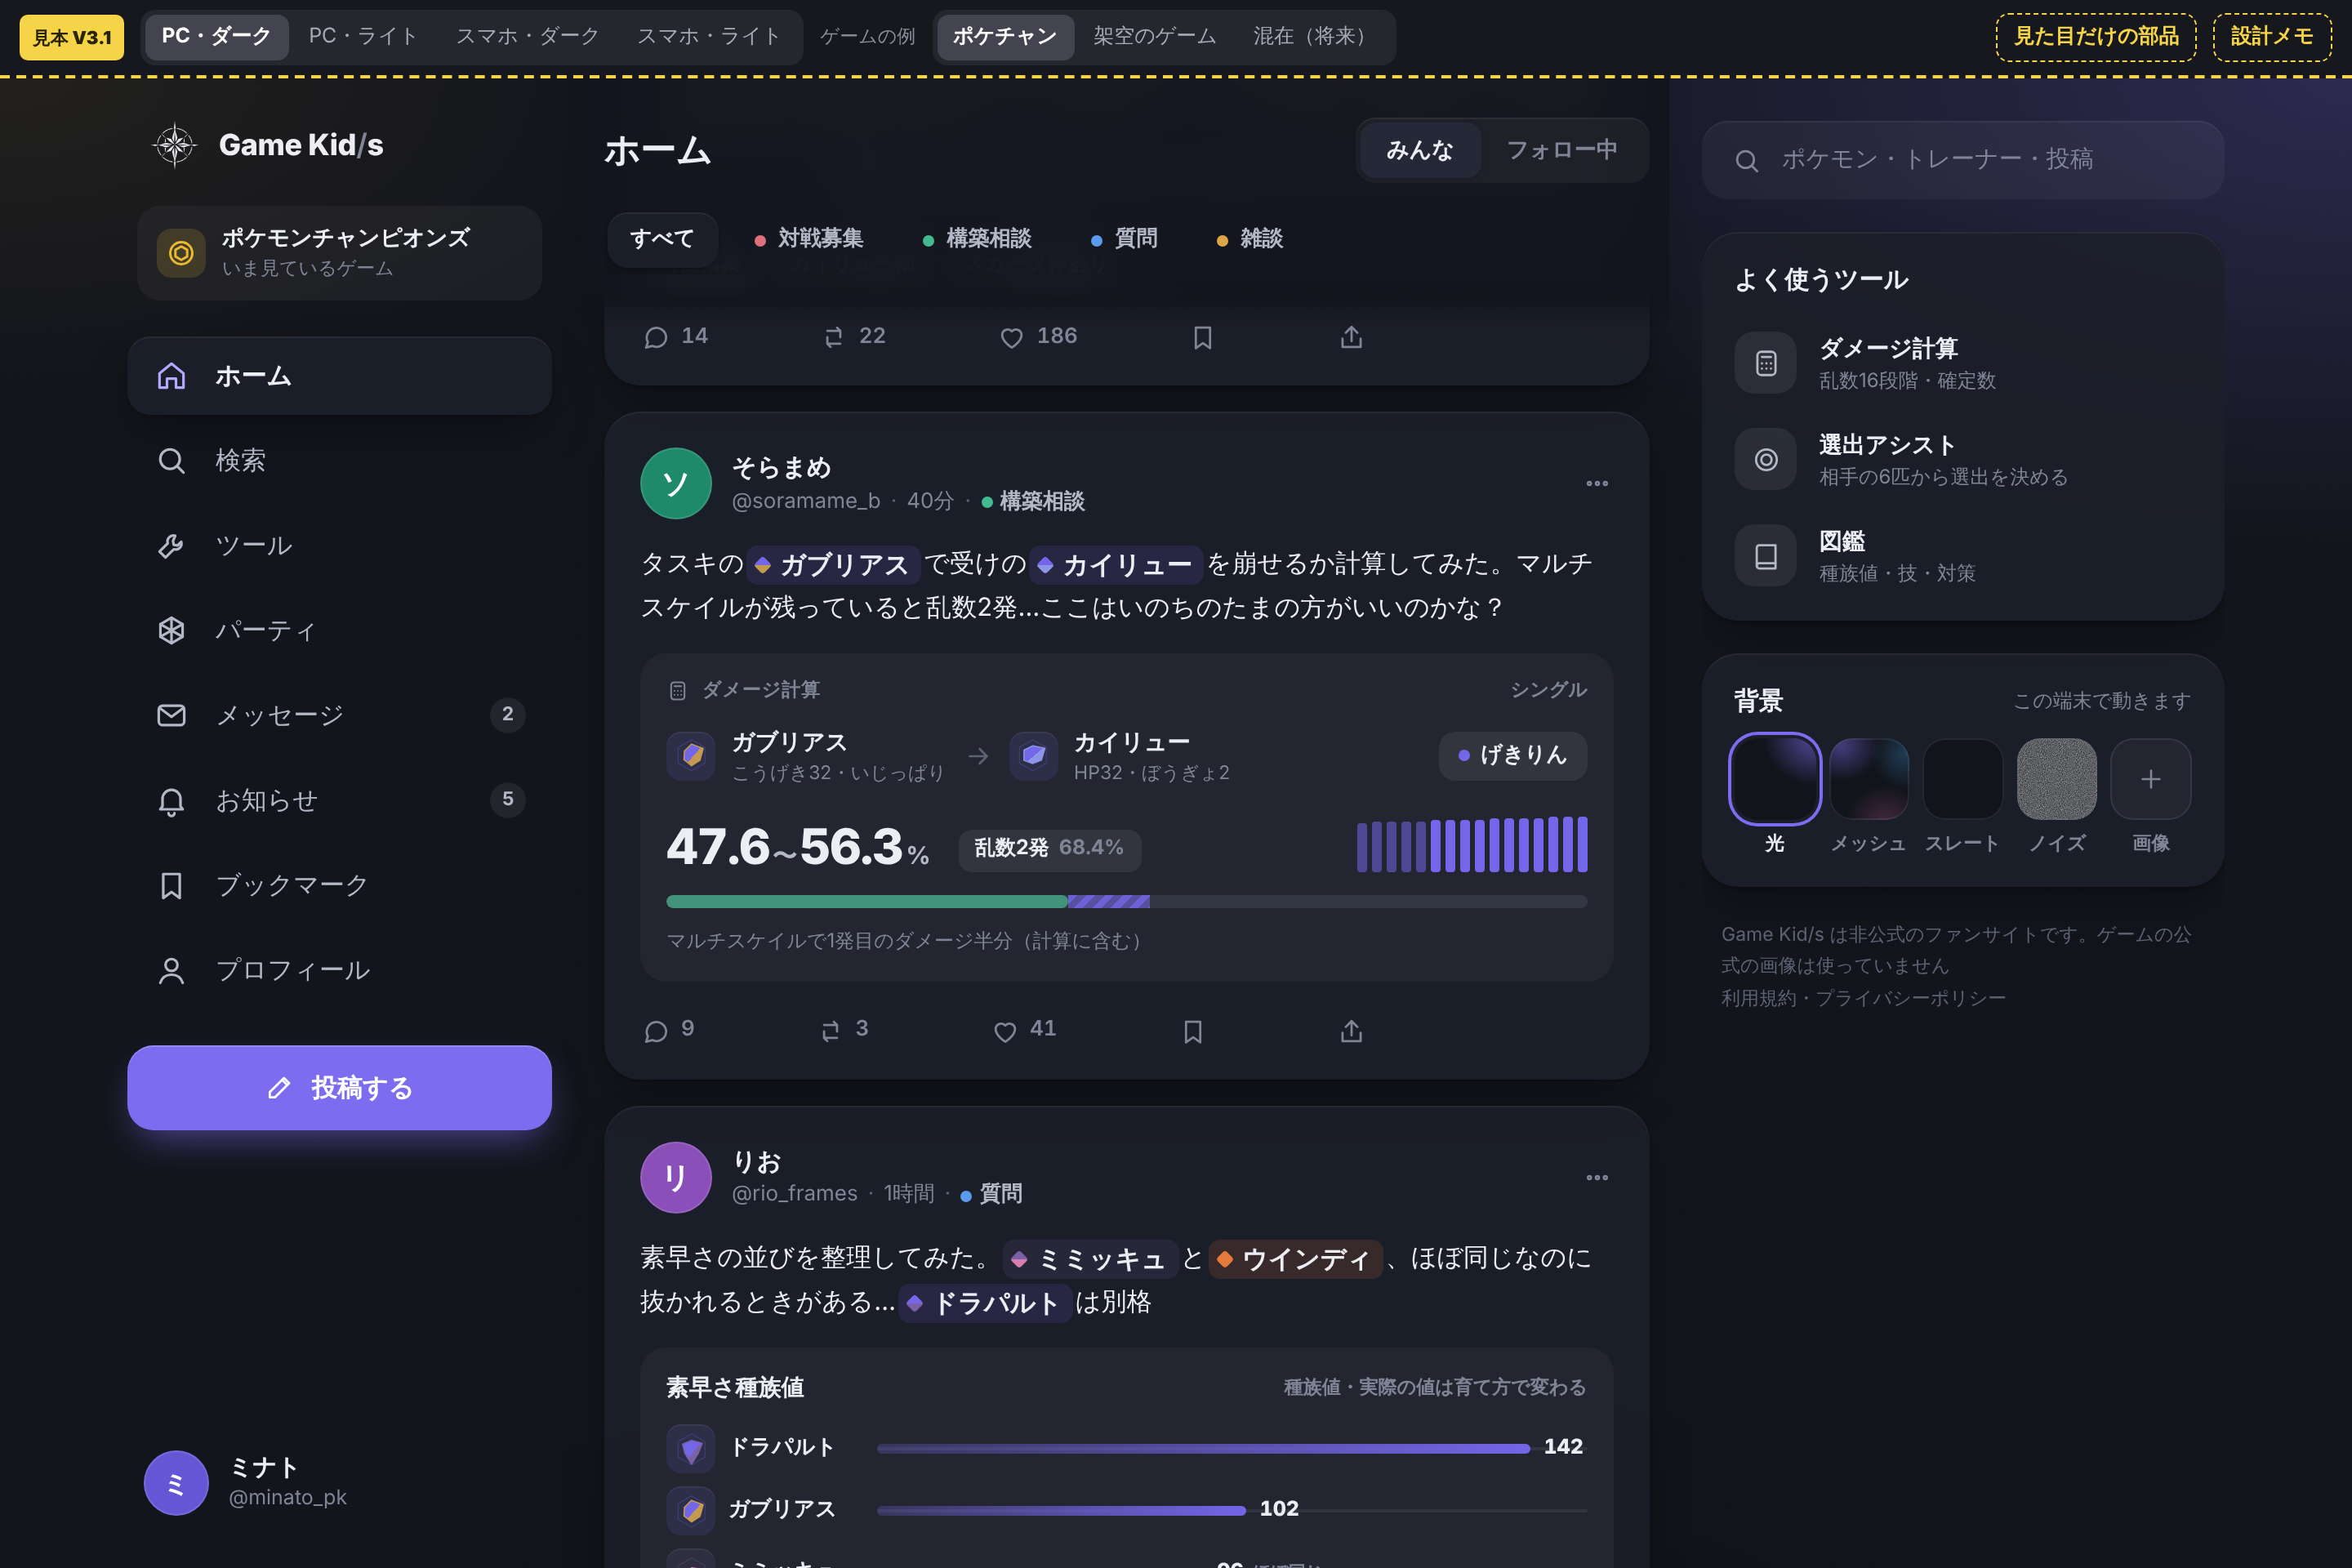 見本 V3.1
PC・ダーク
PC・ライト
スマホ・ダーク
スマホ・ライト
ゲームの例
ポケチャン
架空のゲーム
混在（将来）
見た目だけの部品
設計メモ
Game Kid/s
ポケモンチャンピオンズ
いま見ているゲーム
ホーム
検索
ツール
パーティ
メッセージ
2
お知らせ
5
ブックマーク
プロフィール
投稿する
ミ
ミナト
@minato_pk
ホーム
みんな
フォロー中
すべて
対戦募集
構築相談
質問
雑談
14
22
186
ソ
そらまめ
@soramame_b · 40分 · 構築相談
タスキの ガブリアス で受けの カイリュー を崩せるか計算してみた。マルチ
スケイルが残っていると乱数2発…ここはいのちのたまの方がいいのかな？
ダメージ計算
シングル
ガブリアス
こうげき32・いじっぱり
カイリュー
HP32・ぼうぎょ2
げきりん
47.6～56.3%
乱数2発 68.4%
マルチスケイルで1発目のダメージ半分（計算に含む）
9
3
41
リ
りお
@rio_frames · 1時間 · 質問
素早さの並びを整理してみた。 ミミッキュ と ウインディ 、ほぼ同じなのに
抜かれるときがある… ドラパルト は別格
素早さ種族値
種族値・実際の値は育て方で変わる
ドラパルト
142
ガブリアス
102
ポケモン・トレーナー・投稿
よく使うツール
ダメージ計算
乱数16段階・確定数
選出アシスト
相手の6匹から選出を決める
図鑑
種族値・技・対策
背景
この端末で動きます
光
メッシュ
スレート
ノイズ
画像
Game Kid/s は非公式のファンサイトです。ゲームの公
式の画像は使っていません
利用規約・プライバシーポリシー